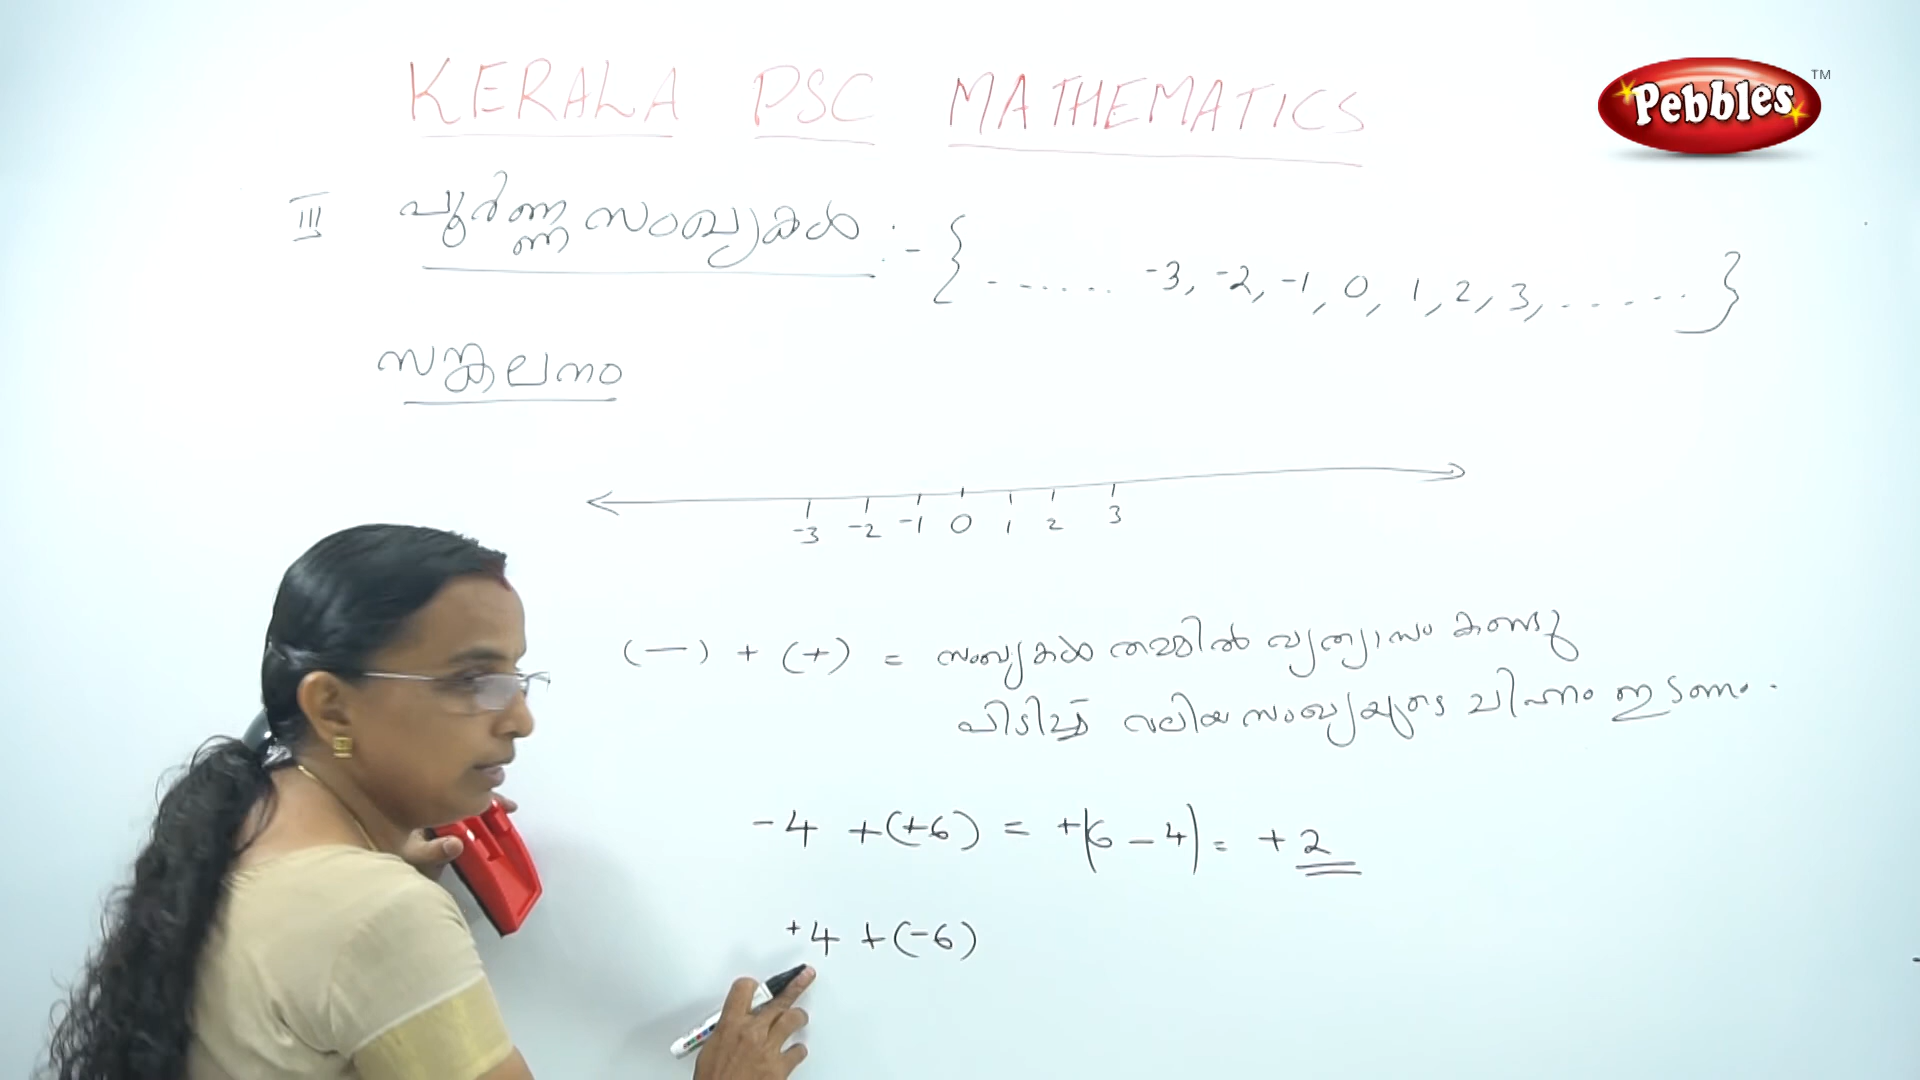 KERALA PSC MATHEMATICS
Pebbles™
III പൂർണ്ണസംഖ്യകൾ :- { ....... -3, -2, -1, 0, 1, 2, 3, ...... }
സങ്കലനം
-3 -2 -1 0 1 2 3
(—) + (+) = സംഖ്യകൾ തമ്മിൽ വ്യത്യാസം കണ്ടു
പിടിച്ച് വലിയ സംഖ്യയുടെ ചിഹ്നം ഇടണം.
-4 +(+6) = +|6 - 4| = +2
+4 +(-6)